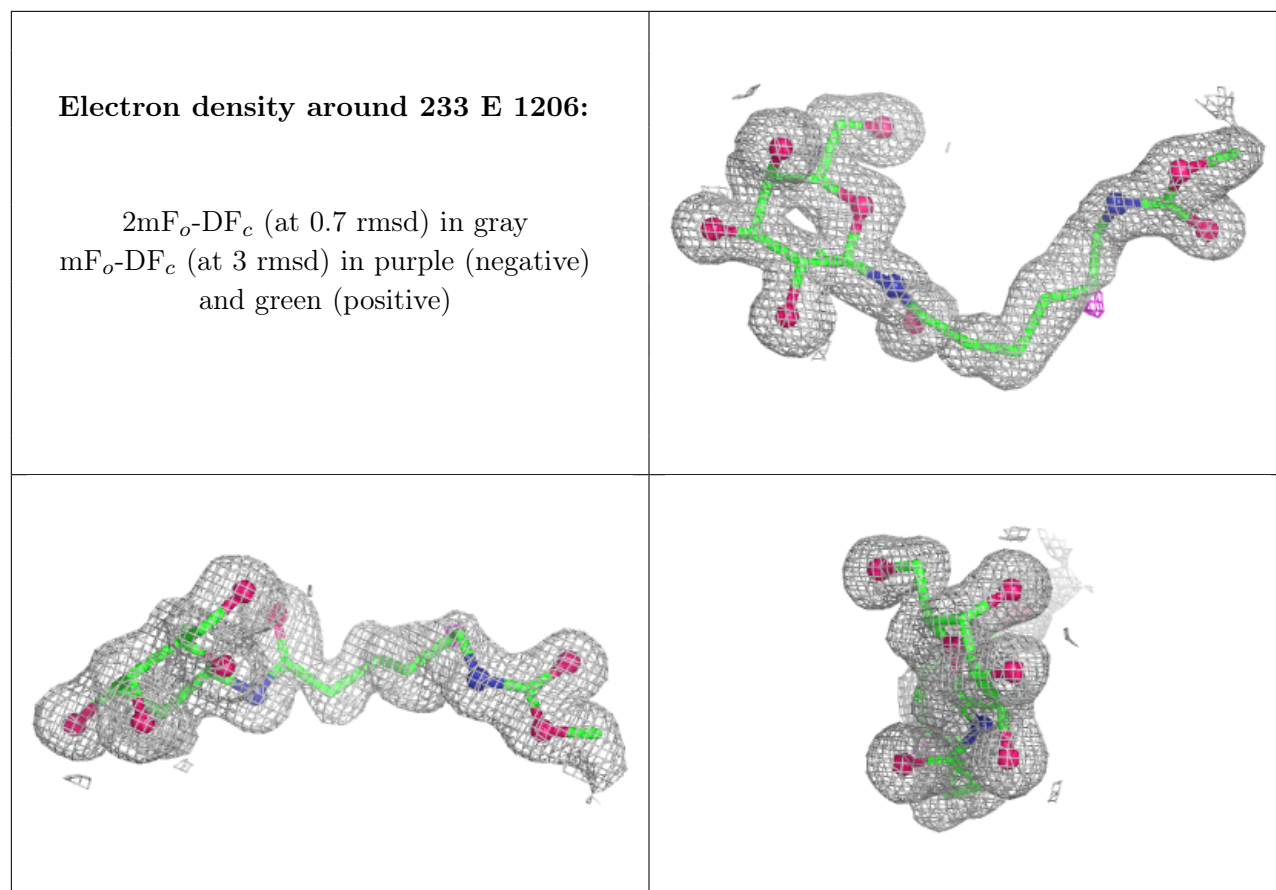 Electron density around 233 E 1206:
2mFₒ-DF𝒸 (at 0.7 rmsd) in gray
mFₒ-DF𝒸 (at 3 rmsd) in purple (negative)
and green (positive)